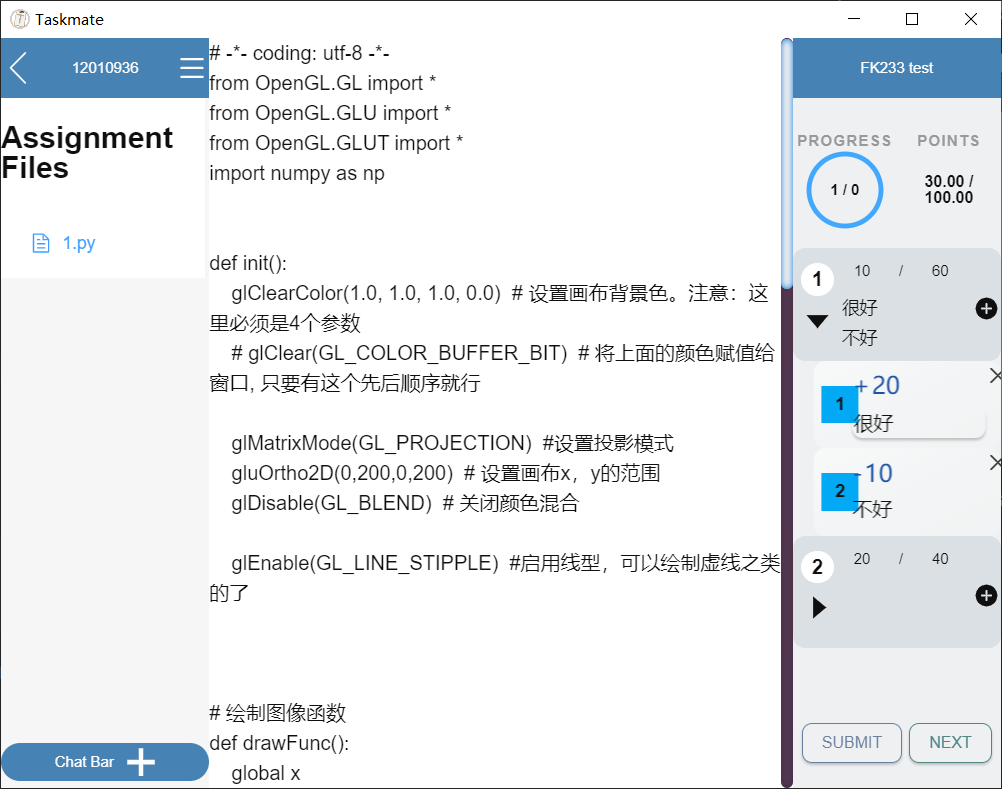 Taskmate
12010936
Assignment
Files
1.py
Chat Bar
# -*- coding: utf-8 -*-
from OpenGL.GL import *
from OpenGL.GLU import *
from OpenGL.GLUT import *
import numpy as np
def init():
glClearColor(1.0, 1.0, 1.0, 0.0)  # 设置画布背景色。注意：这
里必须是4个参数
# glClear(GL_COLOR_BUFFER_BIT)  # 将上面的颜色赋值给
窗口, 只要有这个先后顺序就行
glMatrixMode(GL_PROJECTION)  #设置投影模式
gluOrtho2D(0,200,0,200)  # 设置画布x，y的范围
glDisable(GL_BLEND)  # 关闭颜色混合
glEnable(GL_LINE_STIPPLE)  #启用线型，可以绘制虚线之类
的了
# 绘制图像函数
def drawFunc():
global x
FK233 test
PROGRESS POINTS
1 / 0
30.00 /
100.00
1 10 / 60
很好
不好
1 +20
很好
2 -10
不好
2 20 / 40
SUBMIT NEXT